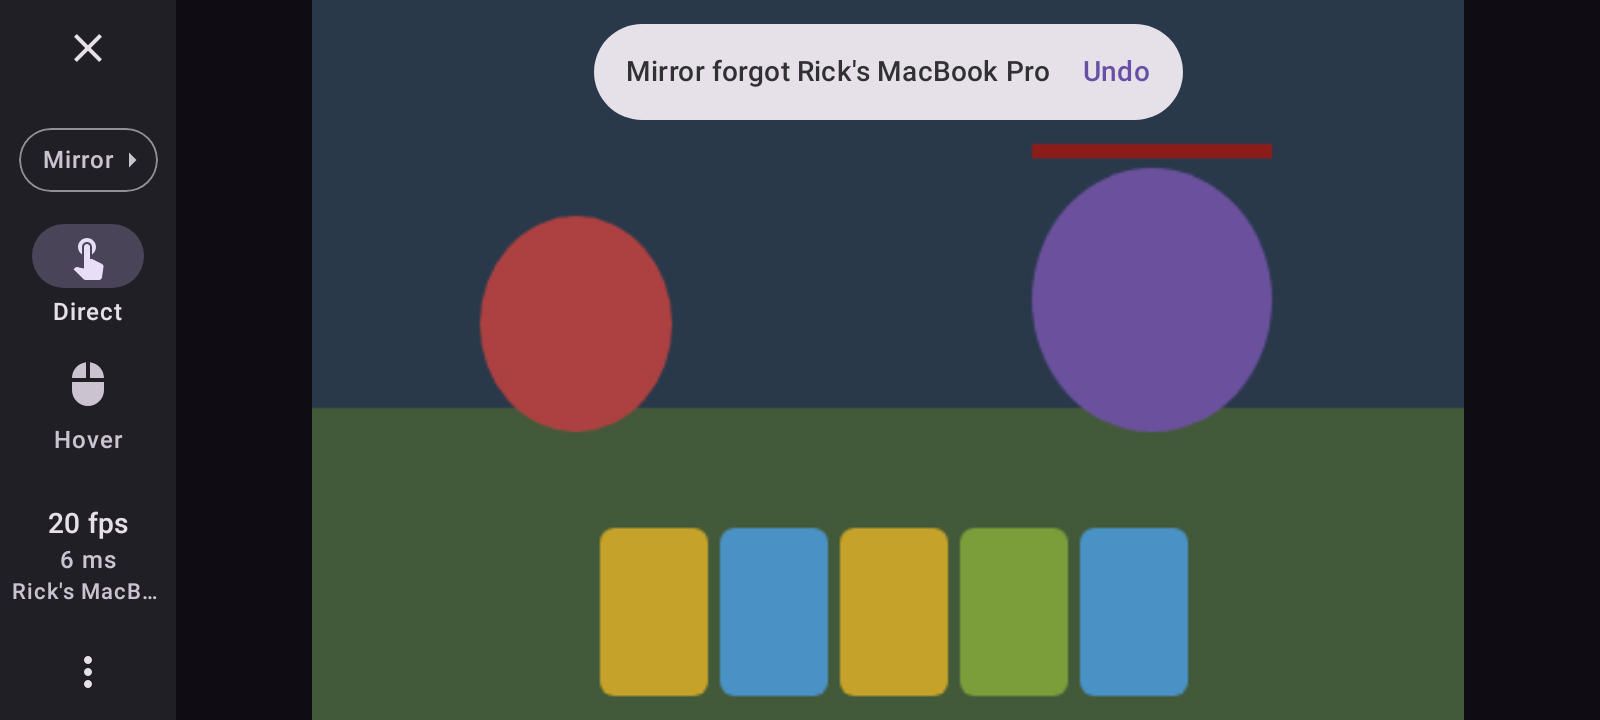 Mirror forgot Rick's MacBook Pro Undo
Mirror
Direct
Hover
20 fps
6 ms
Rick's MacB…